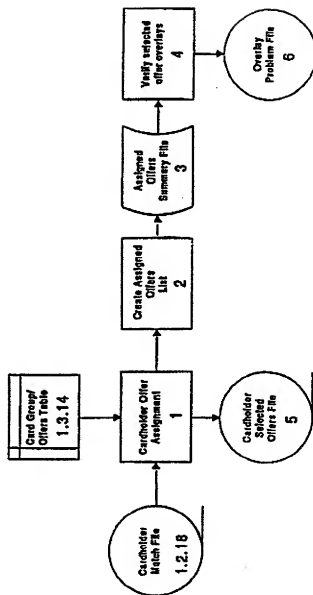 Card Group/
Offers Table
1.3.14
Cardholder
Match File
1.2.18
Cardholder Offer
Assignment
1
Cardholder
Selected
Offers File
5
Create Assigned
Offers
List
2
Assigned
Offers
Summary File
3
Verify selected
offer overlays
4
Overlay
Problem File
6